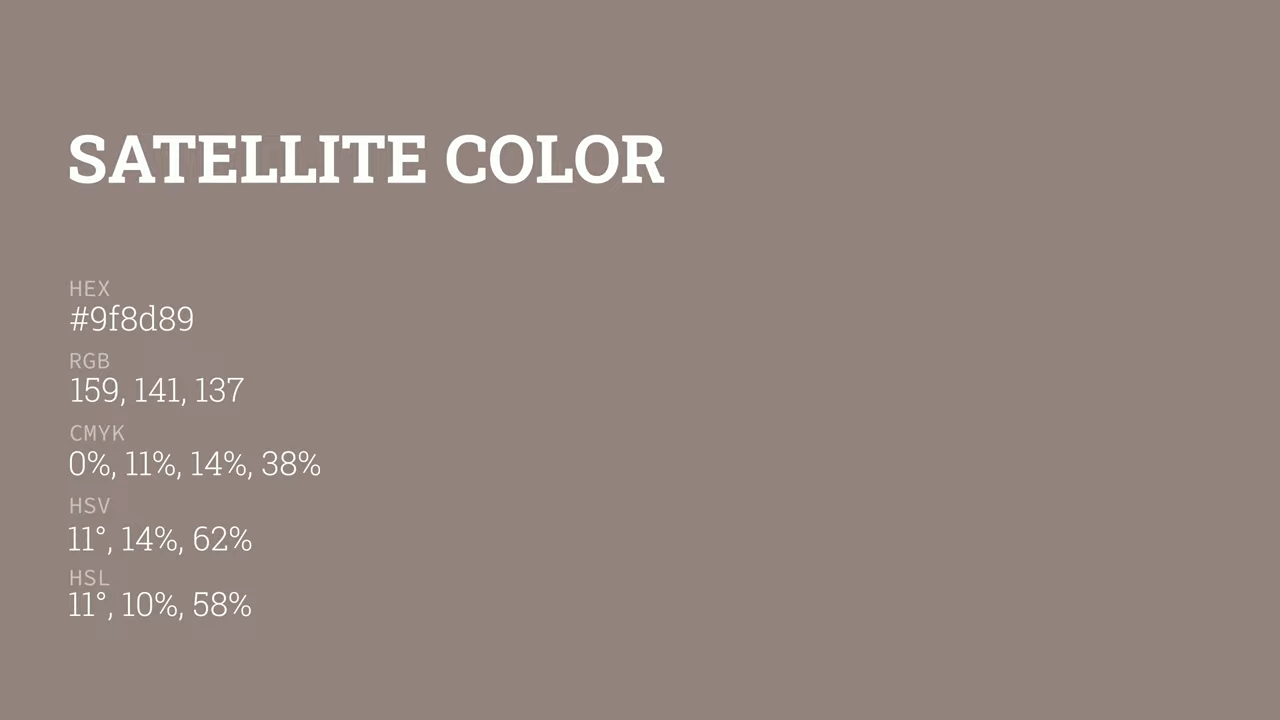 SATELLITE COLOR
HEX
#9f8d89
RGB
159, 141, 137
CMYK
0%, 11%, 14%, 38%
HSV
11°, 14%, 62%
HSL
11°, 10%, 58%